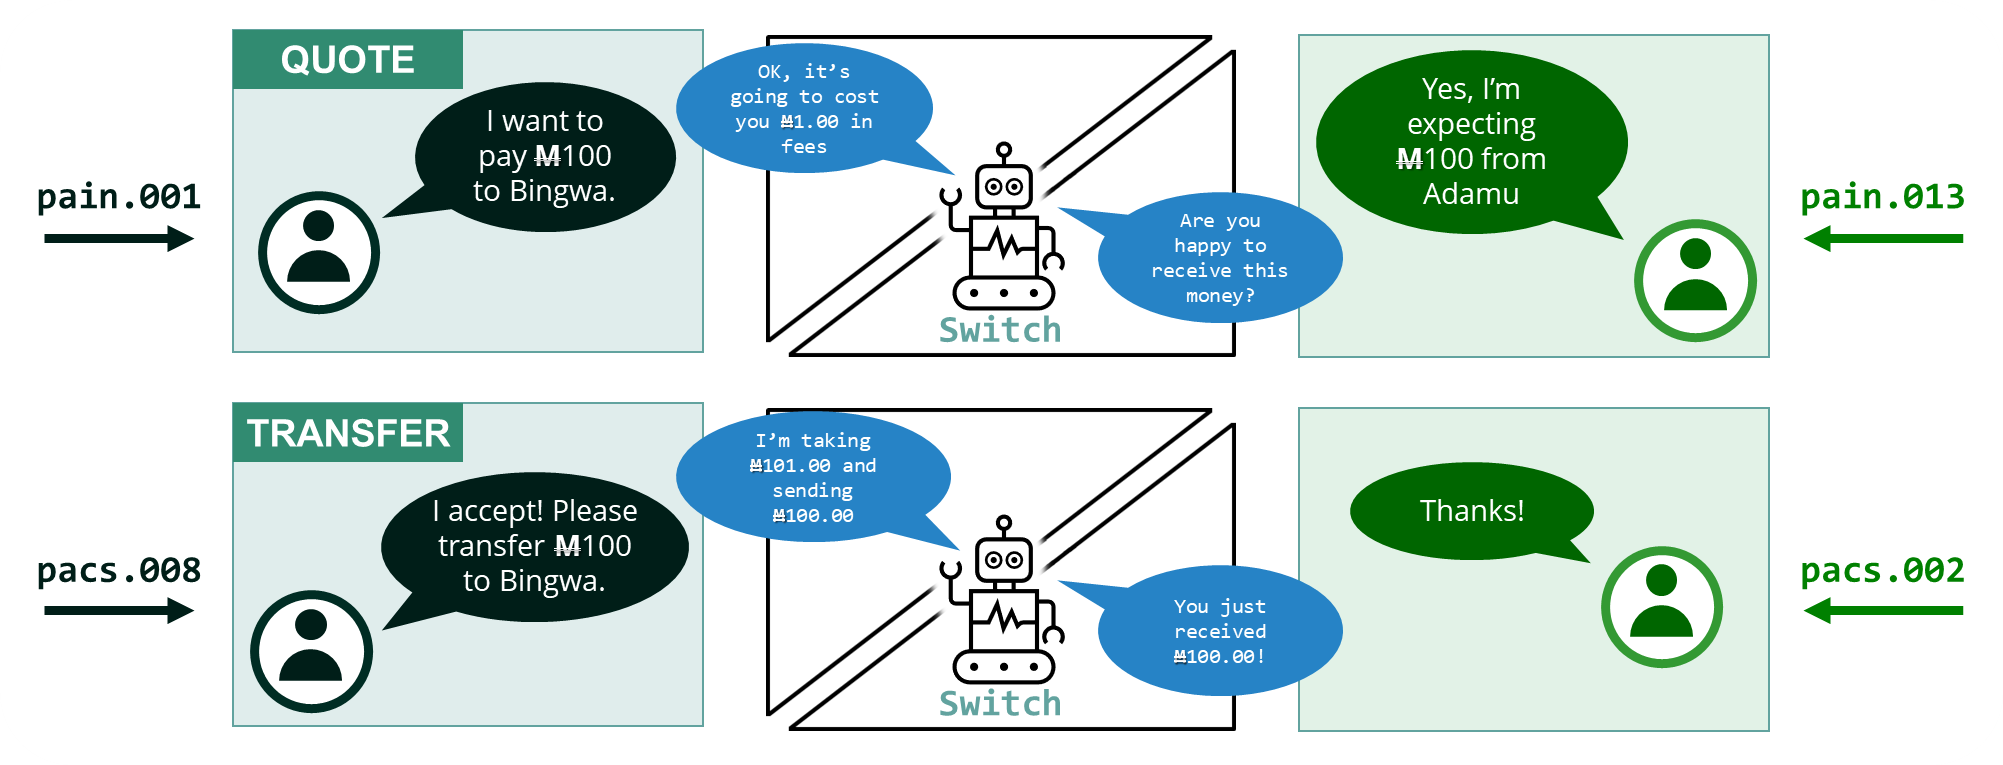 QUOTE
I want to
pay ₥100
to Bingwa.
pain.001
OK, it’s
going to cost
you ₥1.00 in
fees
Are you
happy to
receive this
money?
Switch
Yes, I’m
expecting
₥100 from
Adamu
pain.013
TRANSFER
I accept! Please
transfer ₥100
to Bingwa.
pacs.008
I’m taking
₥101.00 and
sending
₥100.00
You just
received
₥100.00!
Switch
Thanks!
pacs.002